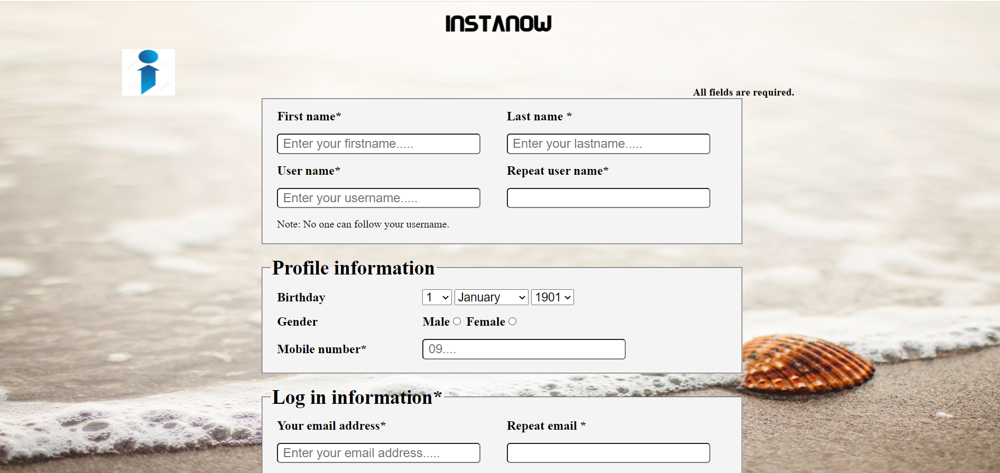 INSTANOW
All fields are required.
First name* Last name *
Enter your firstname..... Enter your lastname.....
User name* Repeat user name*
Enter your username.....
Note: No one can follow your username.
Profile information
Birthday 1 January 1901
Gender Male Female
Mobile number* 09....
Log in information*
Your email address* Repeat email *
Enter your email address.....